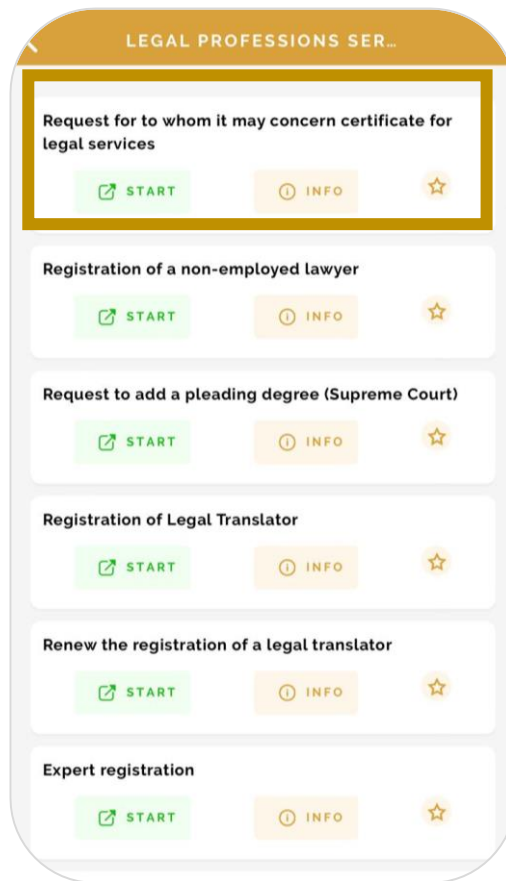 LEGAL PROFESSIONS SER...
Request for to whom it may concern certificate for
legal services
START INFO
Registration of a non-employed lawyer
START INFO
Request to add a pleading degree (Supreme Court)
START INFO
Registration of Legal Translator
START INFO
Renew the registration of a legal translator
START INFO
Expert registration
START INFO